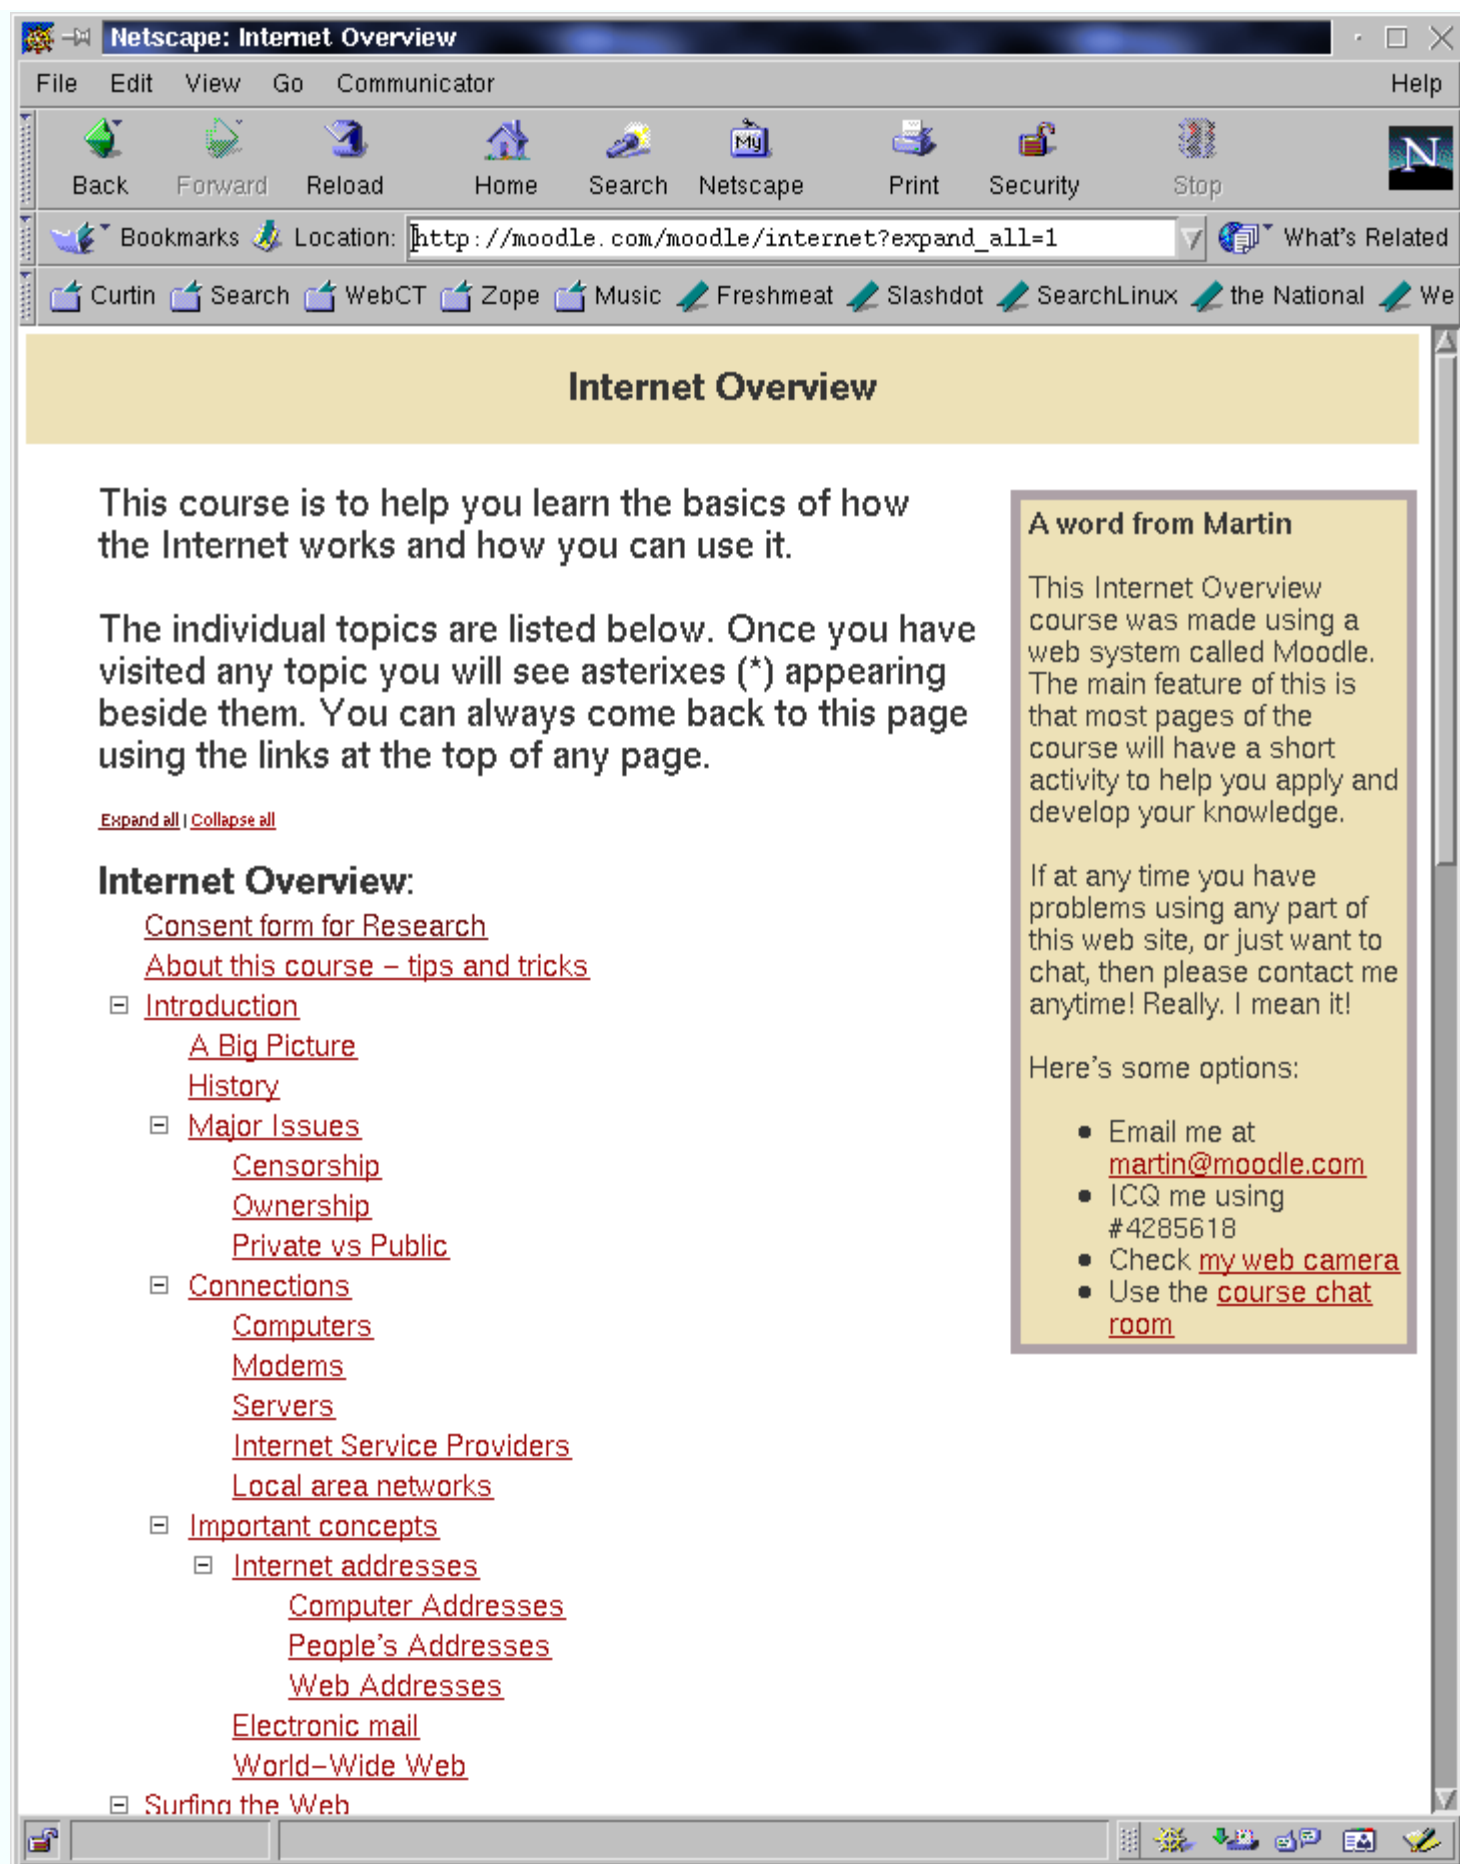 Netscape: Internet Overview
File Edit View Go Communicator Help
Back Forward Reload Home Search Netscape Print Security Stop
My
N
Bookmarks Location: http://moodle.com/moodle/internet?expand_all=1 What's Related
Curtin Search WebCT Zope Music Freshmeat Slashdot SearchLinux the National We
Internet Overview
This course is to help you learn the basics of how
the Internet works and how you can use it.
The individual topics are listed below. Once you have
visited any topic you will see asterixes (*) appearing
beside them. You can always come back to this page
using the links at the top of any page.
Expand all | Collapse all
Internet Overview:
Consent form for Research
About this course – tips and tricks
Introduction
A Big Picture
History
Major Issues
Censorship
Ownership
Private vs Public
Connections
Computers
Modems
Servers
Internet Service Providers
Local area networks
Important concepts
Internet addresses
Computer Addresses
People's Addresses
Web Addresses
Electronic mail
World–Wide Web
Surfing the Web
A word from Martin
This Internet Overview
course was made using a
web system called Moodle.
The main feature of this is
that most pages of the
course will have a short
activity to help you apply and
develop your knowledge.
If at any time you have
problems using any part of
this web site, or just want to
chat, then please contact me
anytime! Really. I mean it!
Here's some options:
Email me at
martin@moodle.com
ICQ me using
#4285618
Check my web camera
Use the course chat
room